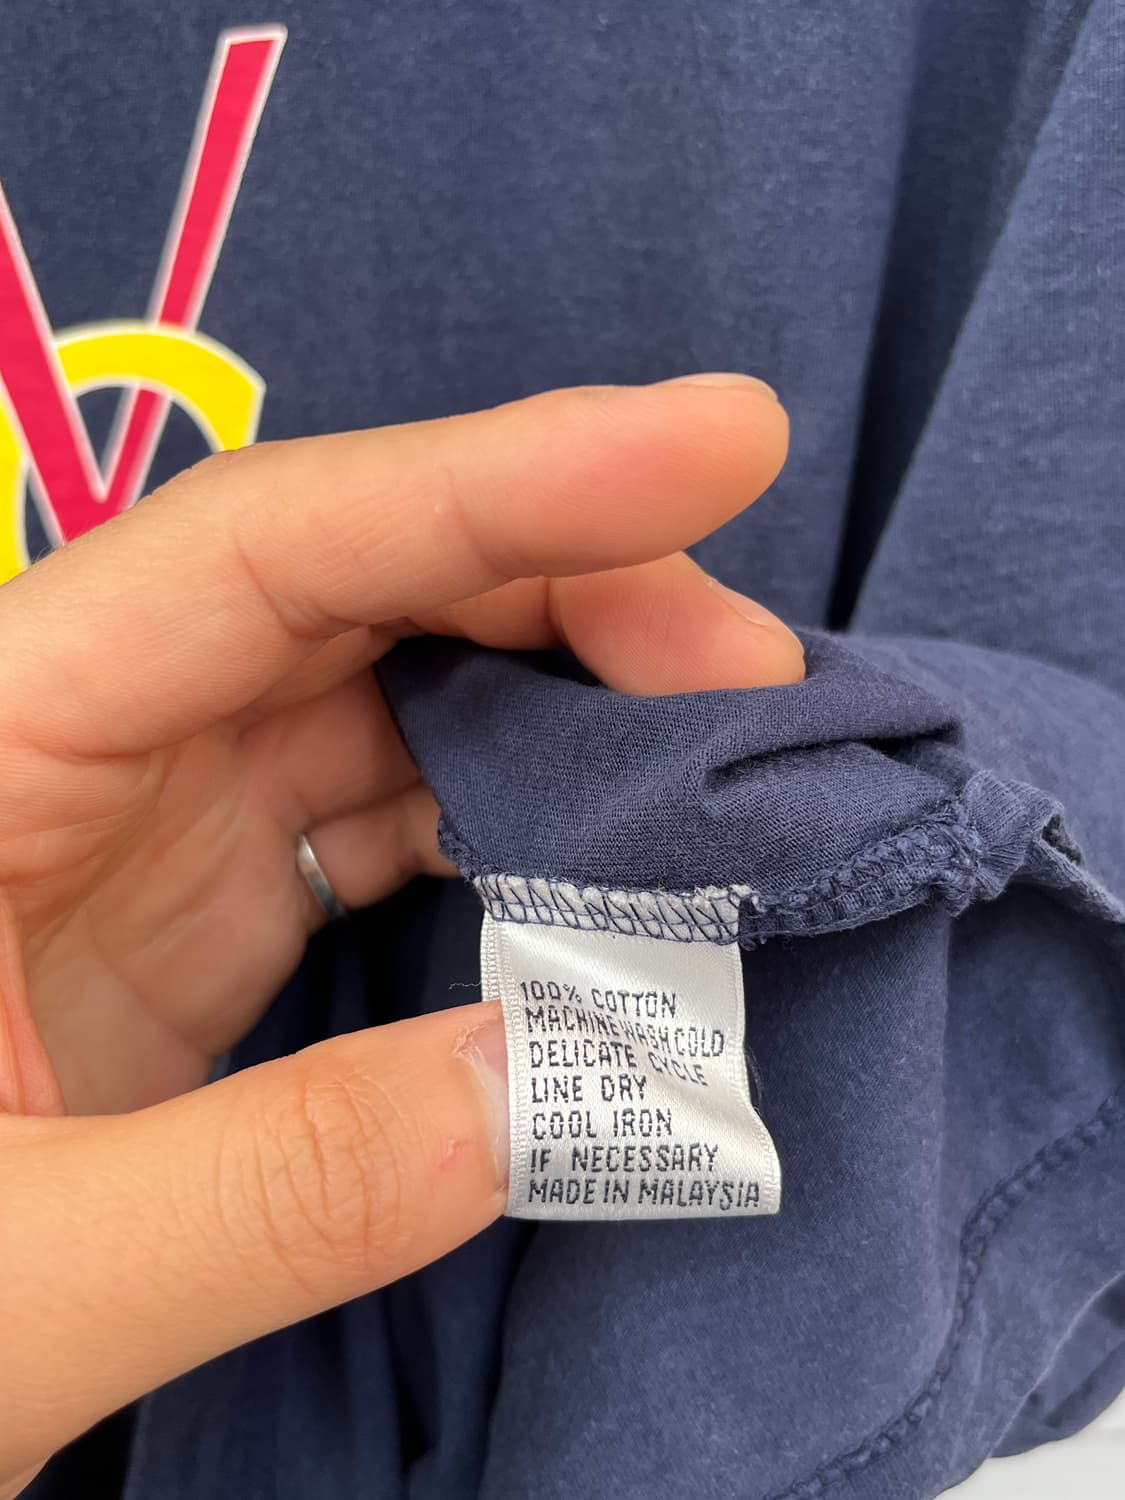 100% COTTON
MACHINE WASH COLD
DELICATE CYCLE
LINE DRY
COOL IRON
IF NECESSARY
MADE IN MALAYSIA